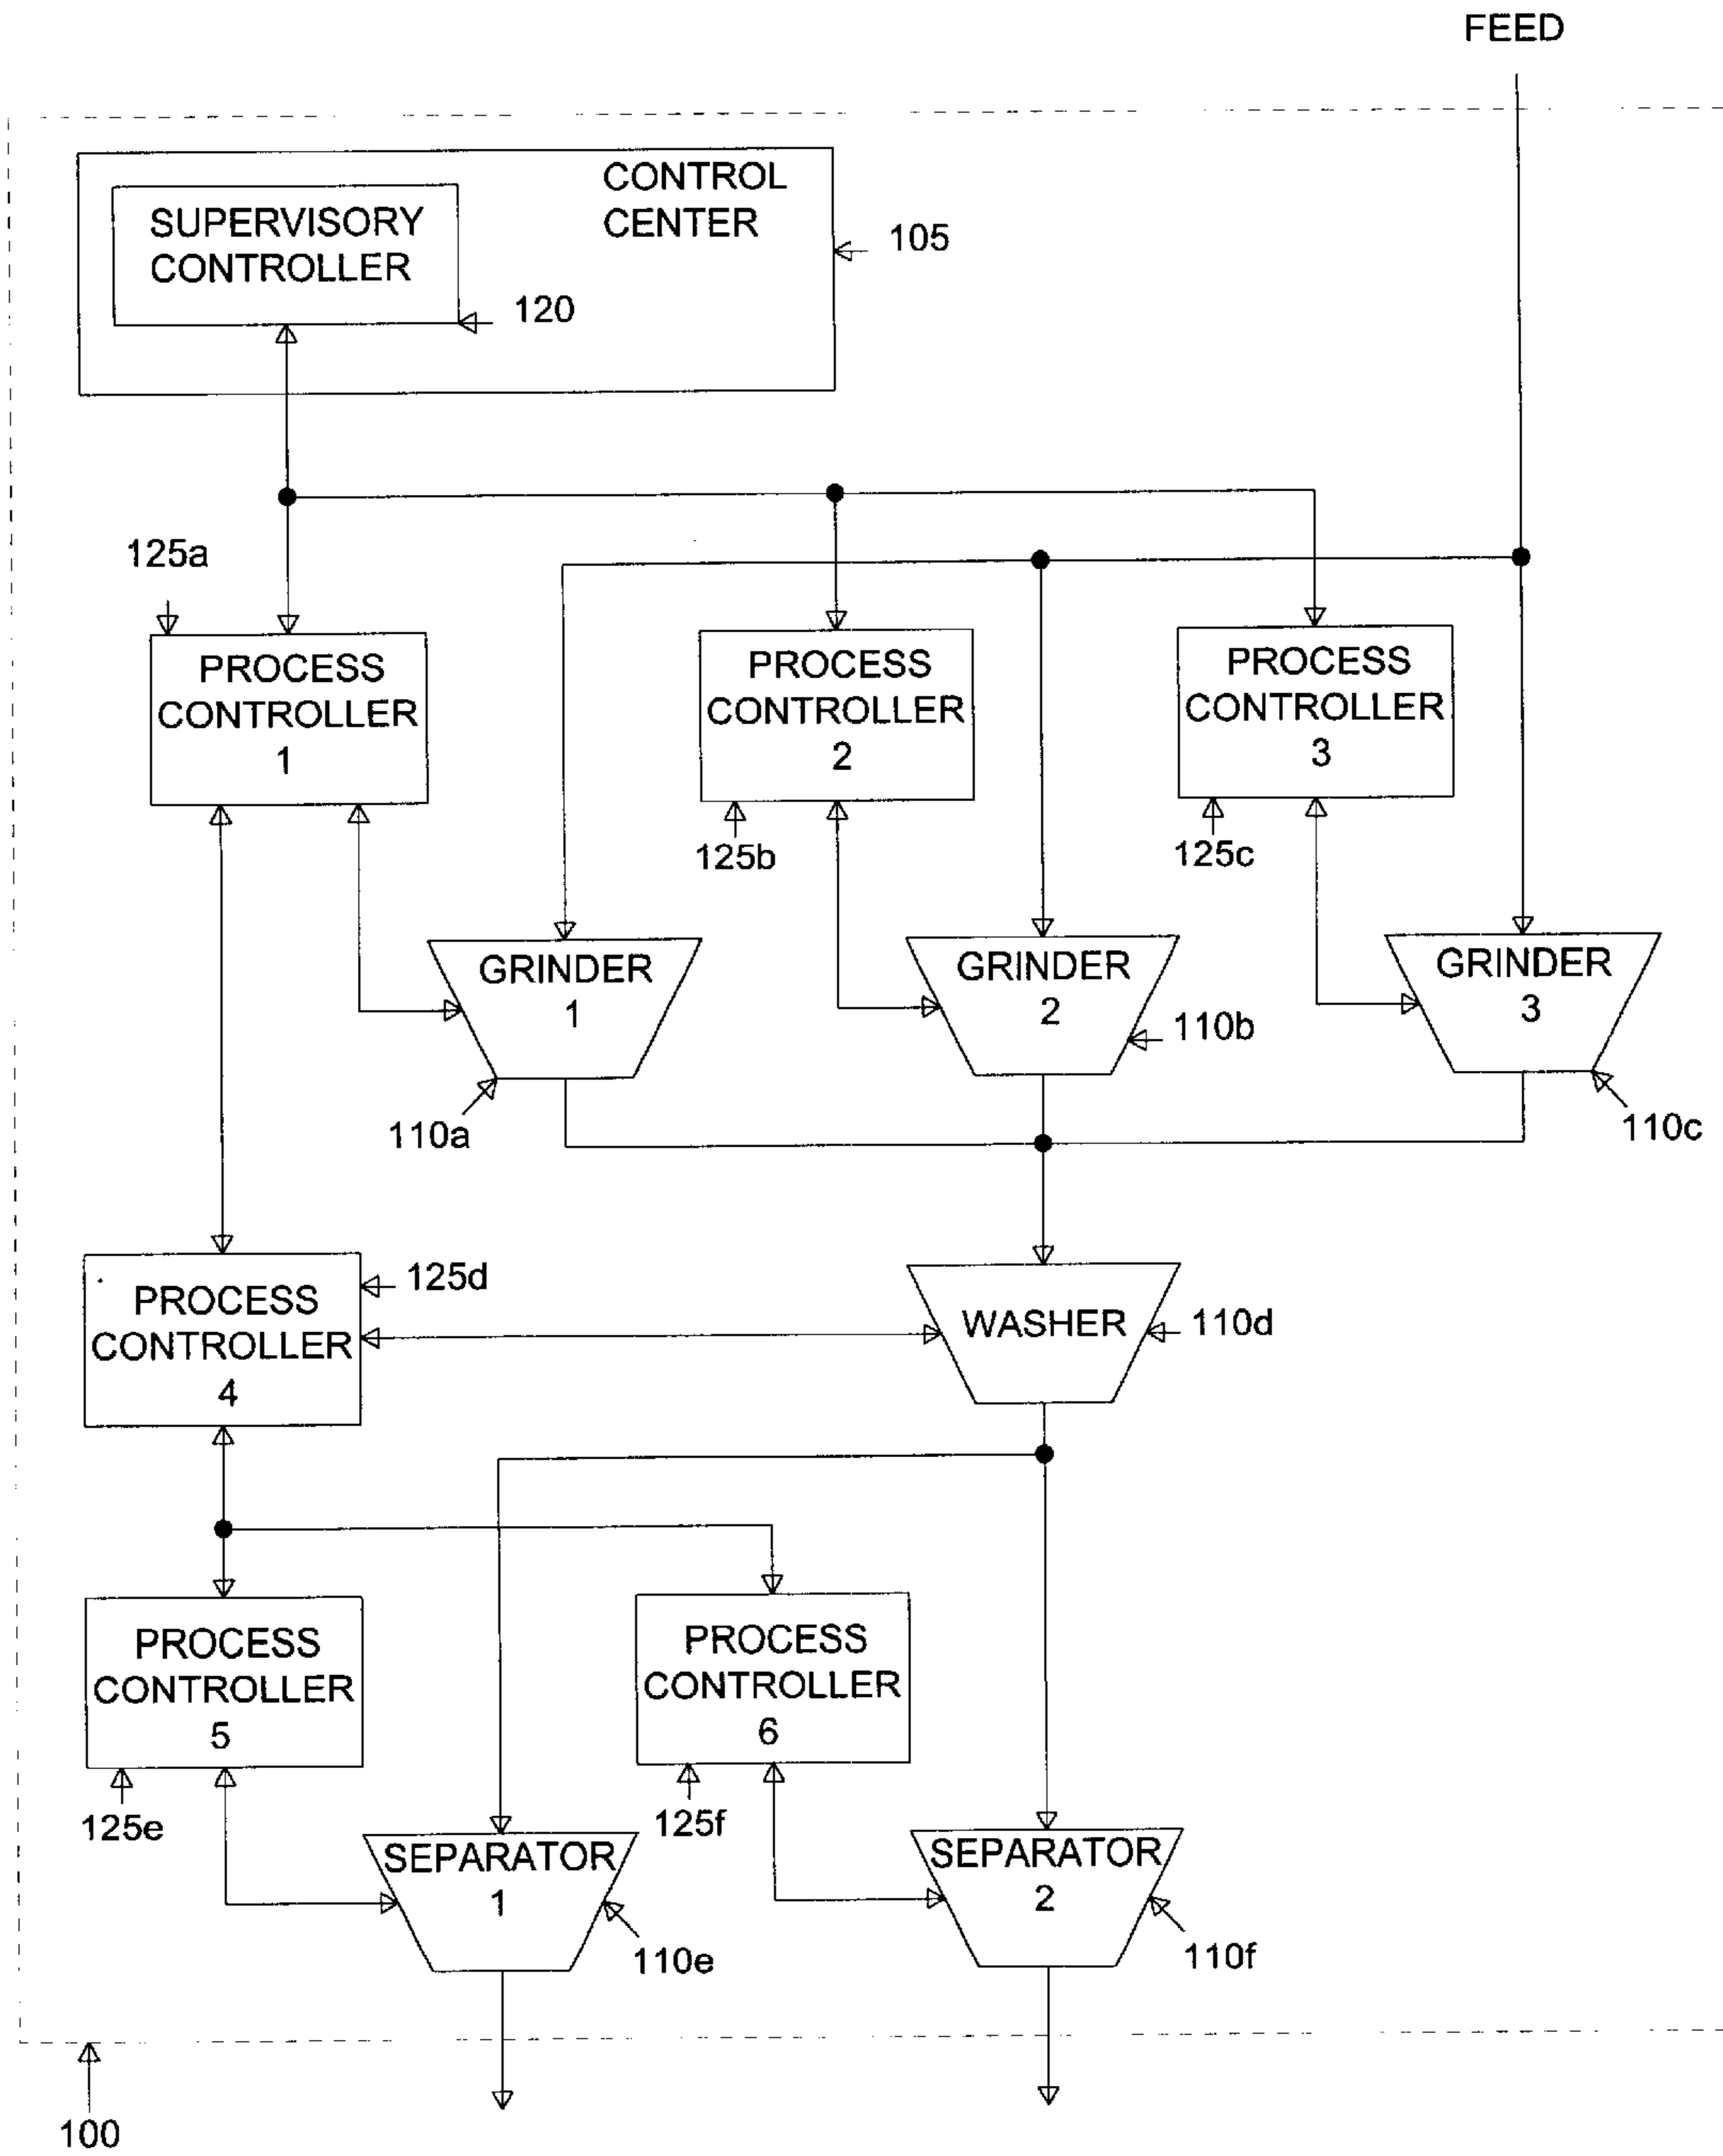 FEED
CONTROL
CENTER
SUPERVISORY
CONTROLLER
105
120
125a
PROCESS
CONTROLLER
1
PROCESS
CONTROLLER
2
PROCESS
CONTROLLER
3
125b
125c
GRINDER
1
GRINDER
2
GRINDER
3
110b
110a
110c
125d
PROCESS
CONTROLLER
4
WASHER
110d
PROCESS
CONTROLLER
5
PROCESS
CONTROLLER
6
125e
125f
SEPARATOR
1
SEPARATOR
2
110e
110f
100